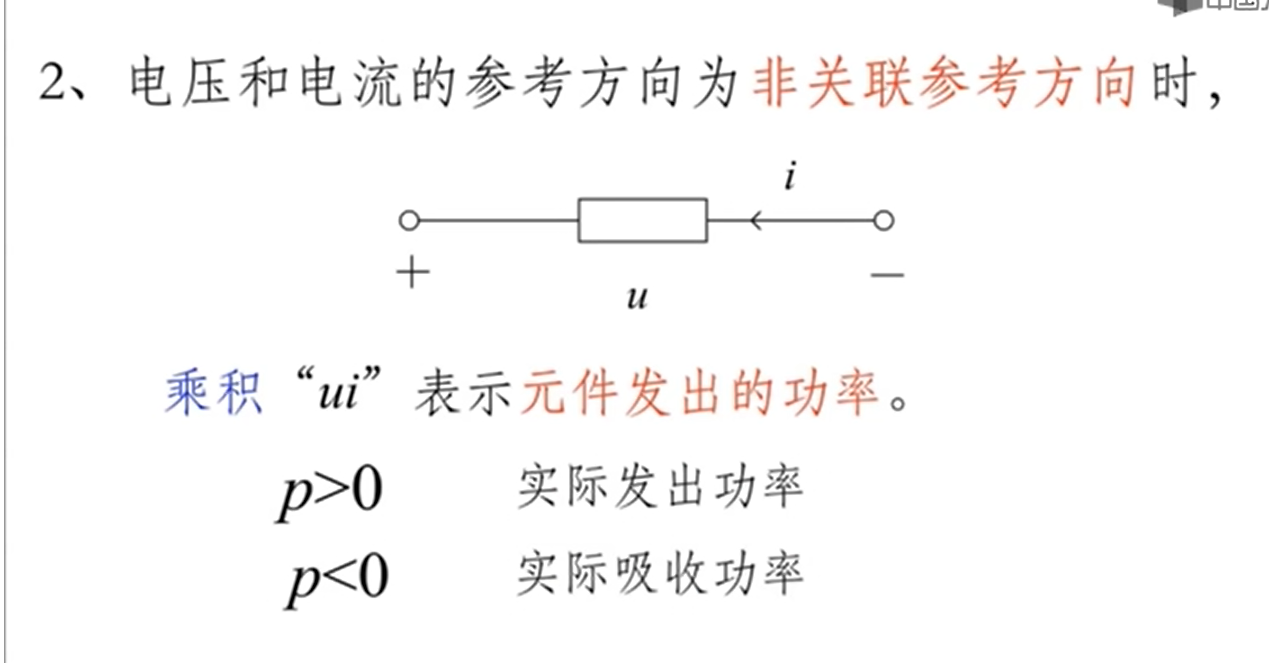 中国
2、电压和电流的参考方向为非关联参考方向时，
i
+ u −
乘积“ui”表示元件发出的功率。
p>0 实际发出功率
p<0 实际吸收功率